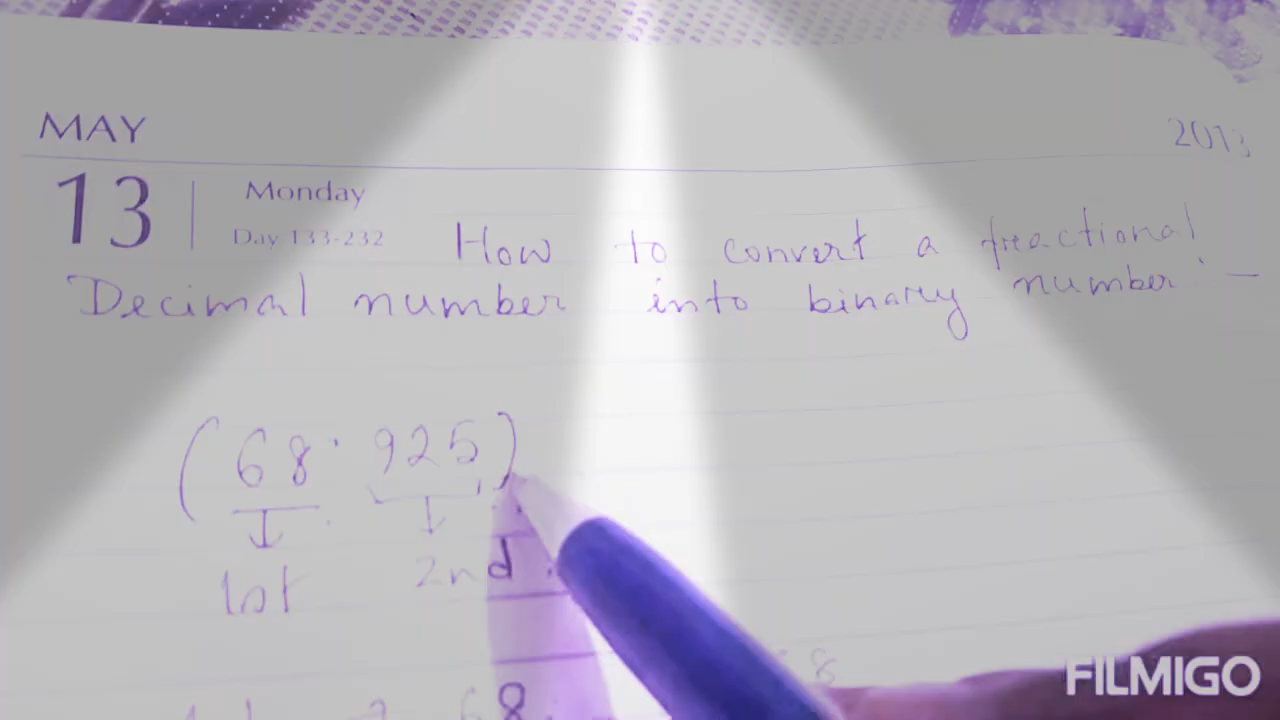 MAY
2013
13
Monday
Day 133-232
How to convert a fractional
Decimal number into binary number :-
(68.925)
1st 2nd
68
FILMIGO